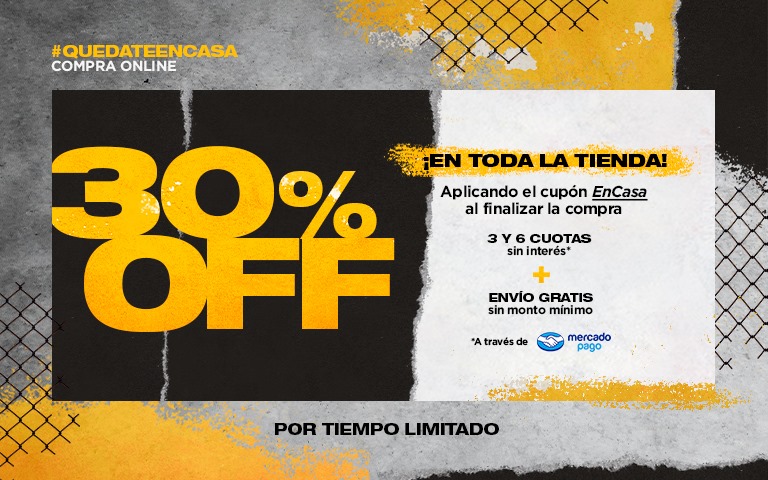 #QUEDATEENCASA
COMPRA ONLINE
30%
OFF
¡EN TODA LA TIENDA!
Aplicando el cupón EnCasa
al finalizar la compra
3 Y 6 CUOTAS
sin interés*
+
ENVÍO GRATIS
sin monto mínimo
*A través de mercado
pago
POR TIEMPO LIMITADO